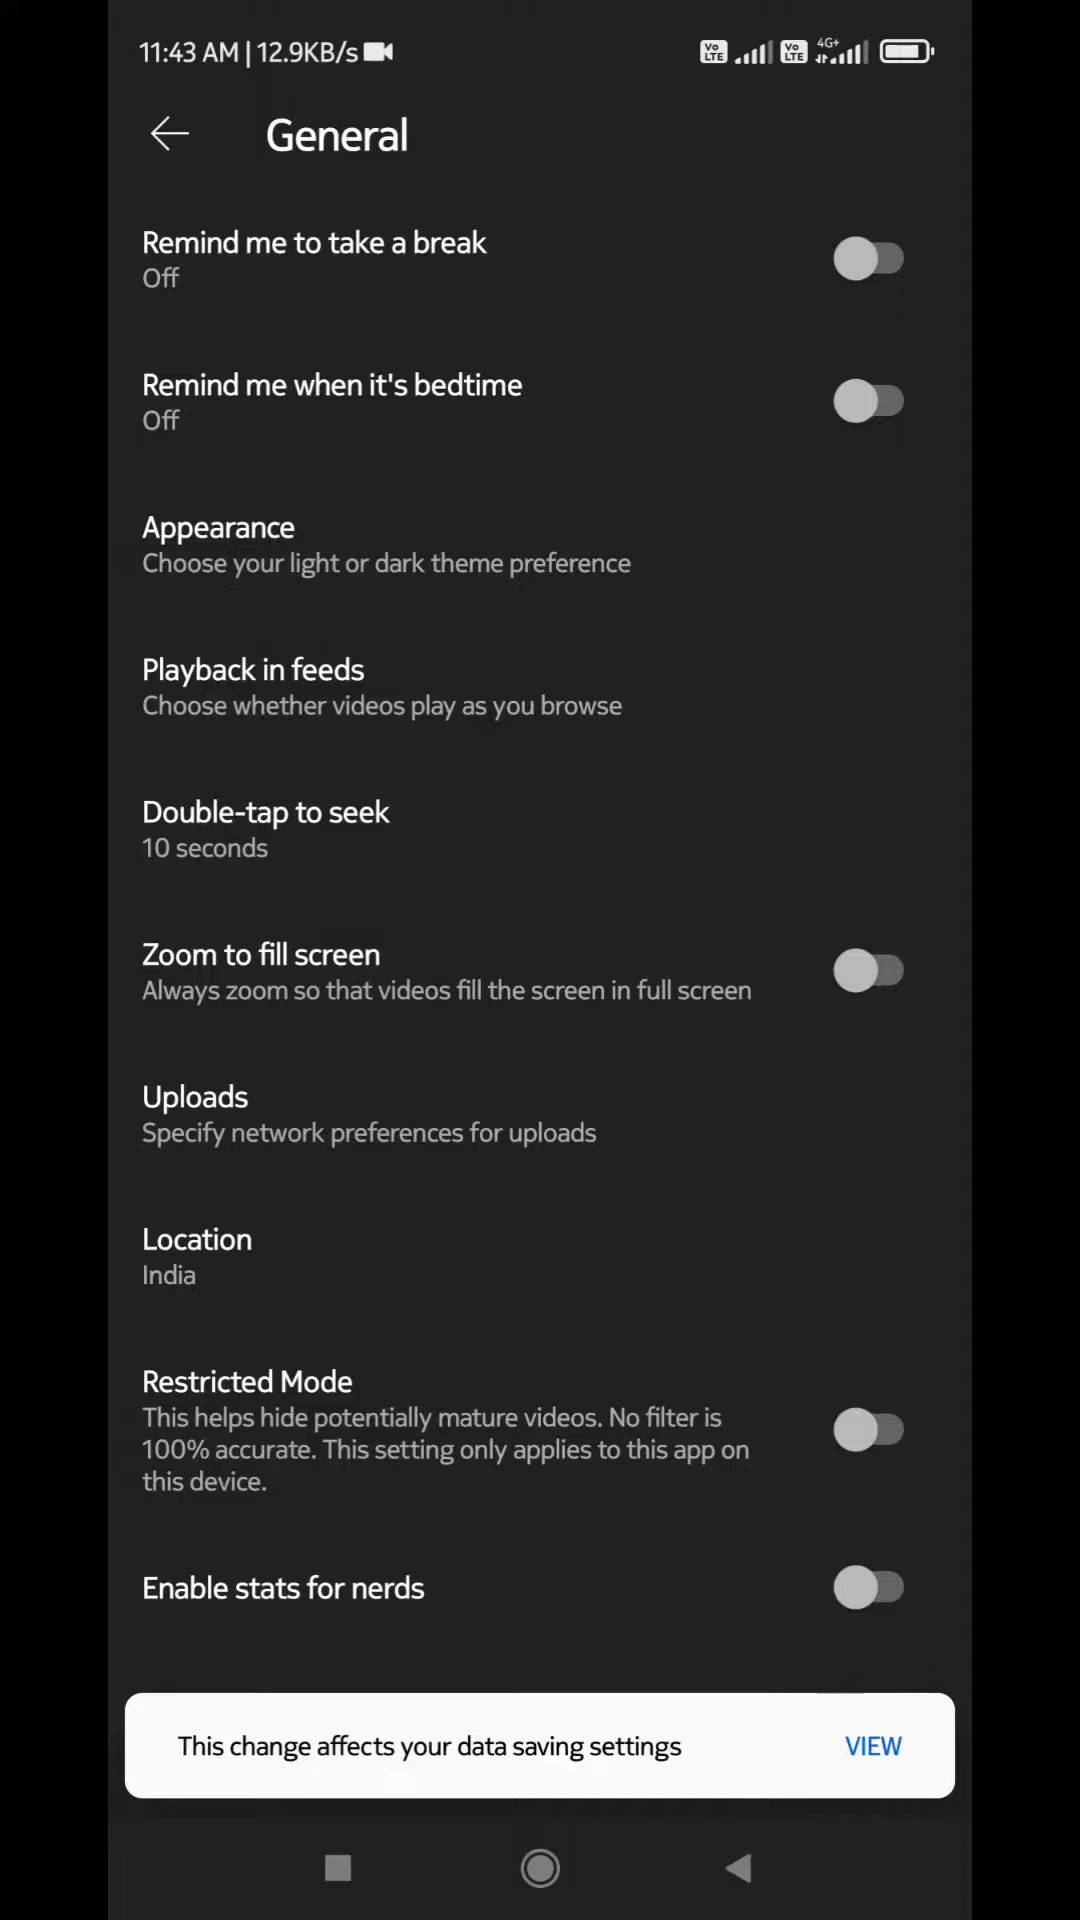 11:43 AM | 12.9KB/s
Vo LTE Vo LTE 4G+
General
Remind me to take a break
Off
Remind me when it's bedtime
Off
Appearance
Choose your light or dark theme preference
Playback in feeds
Choose whether videos play as you browse
Double-tap to seek
10 seconds
Zoom to fill screen
Always zoom so that videos fill the screen in full screen
Uploads
Specify network preferences for uploads
Location
India
Restricted Mode
This helps hide potentially mature videos. No filter is
100% accurate. This setting only applies to this app on
this device.
Enable stats for nerds
This change affects your data saving settings VIEW